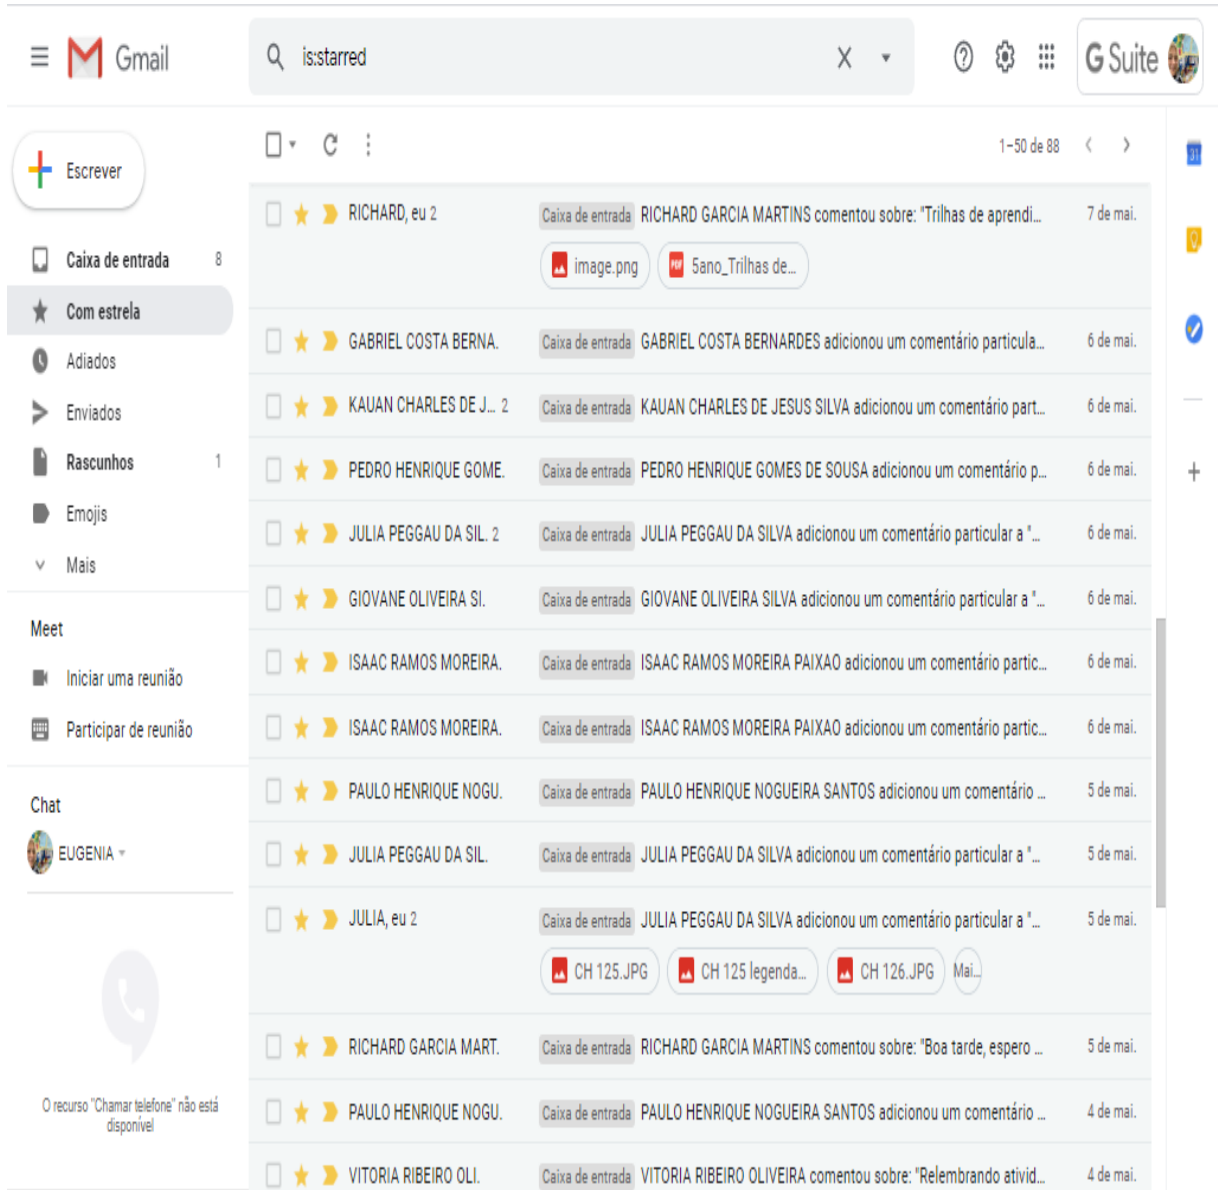 Gmail
is:starred
G Suite
Escrever
1–50 de 88
Caixa de entrada 8
Com estrela
Adiados
Enviados
Rascunhos 1
Emojis
Mais
Meet
Iniciar uma reunião
Participar de reunião
Chat
EUGENIA
O recurso "Chamar telefone" não está
disponível
RICHARD, eu 2 Caixa de entrada RICHARD GARCIA MARTINS comentou sobre: "Trilhas de aprendi... 7 de mai.
image.png PDF 5ano_Trilhas de...
GABRIEL COSTA BERNA. Caixa de entrada GABRIEL COSTA BERNARDES adicionou um comentário particula... 6 de mai.
KAUAN CHARLES DE J... 2 Caixa de entrada KAUAN CHARLES DE JESUS SILVA adicionou um comentário part... 6 de mai.
PEDRO HENRIQUE GOME. Caixa de entrada PEDRO HENRIQUE GOMES DE SOUSA adicionou um comentário p... 6 de mai.
JULIA PEGGAU DA SIL. 2 Caixa de entrada JULIA PEGGAU DA SILVA adicionou um comentário particular a "... 6 de mai.
GIOVANE OLIVEIRA SI. Caixa de entrada GIOVANE OLIVEIRA SILVA adicionou um comentário particular a "... 6 de mai.
ISAAC RAMOS MOREIRA. Caixa de entrada ISAAC RAMOS MOREIRA PAIXAO adicionou um comentário partic... 6 de mai.
ISAAC RAMOS MOREIRA. Caixa de entrada ISAAC RAMOS MOREIRA PAIXAO adicionou um comentário partic... 6 de mai.
PAULO HENRIQUE NOGU. Caixa de entrada PAULO HENRIQUE NOGUEIRA SANTOS adicionou um comentário ... 5 de mai.
JULIA PEGGAU DA SIL. Caixa de entrada JULIA PEGGAU DA SILVA adicionou um comentário particular a "... 5 de mai.
JULIA, eu 2 Caixa de entrada JULIA PEGGAU DA SILVA adicionou um comentário particular a "... 5 de mai.
CH 125.JPG CH 125 legenda... CH 126.JPG Mai...
RICHARD GARCIA MART. Caixa de entrada RICHARD GARCIA MARTINS comentou sobre: "Boa tarde, espero ... 5 de mai.
PAULO HENRIQUE NOGU. Caixa de entrada PAULO HENRIQUE NOGUEIRA SANTOS adicionou um comentário ... 4 de mai.
VITORIA RIBEIRO OLI. Caixa de entrada VITORIA RIBEIRO OLIVEIRA comentou sobre: "Relembrando ativid... 4 de mai.
31